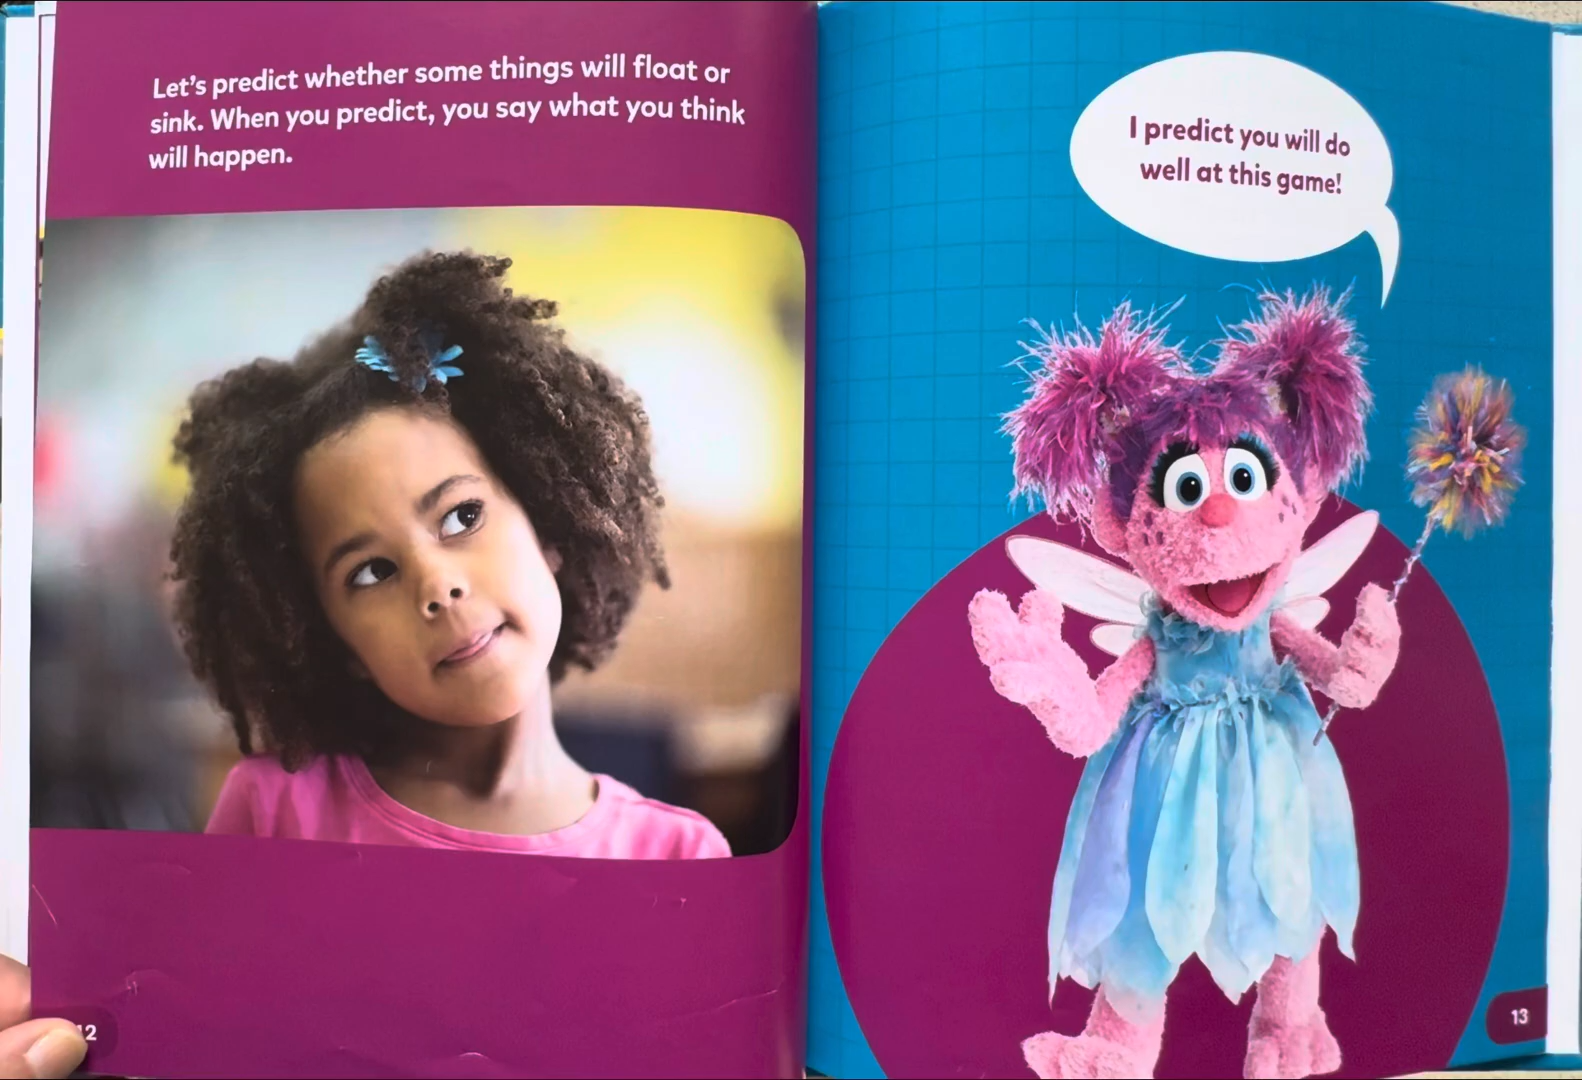 Let's predict whether some things will float or
sink. When you predict, you say what you think
will happen.
I predict you will do
well at this game!
12
13